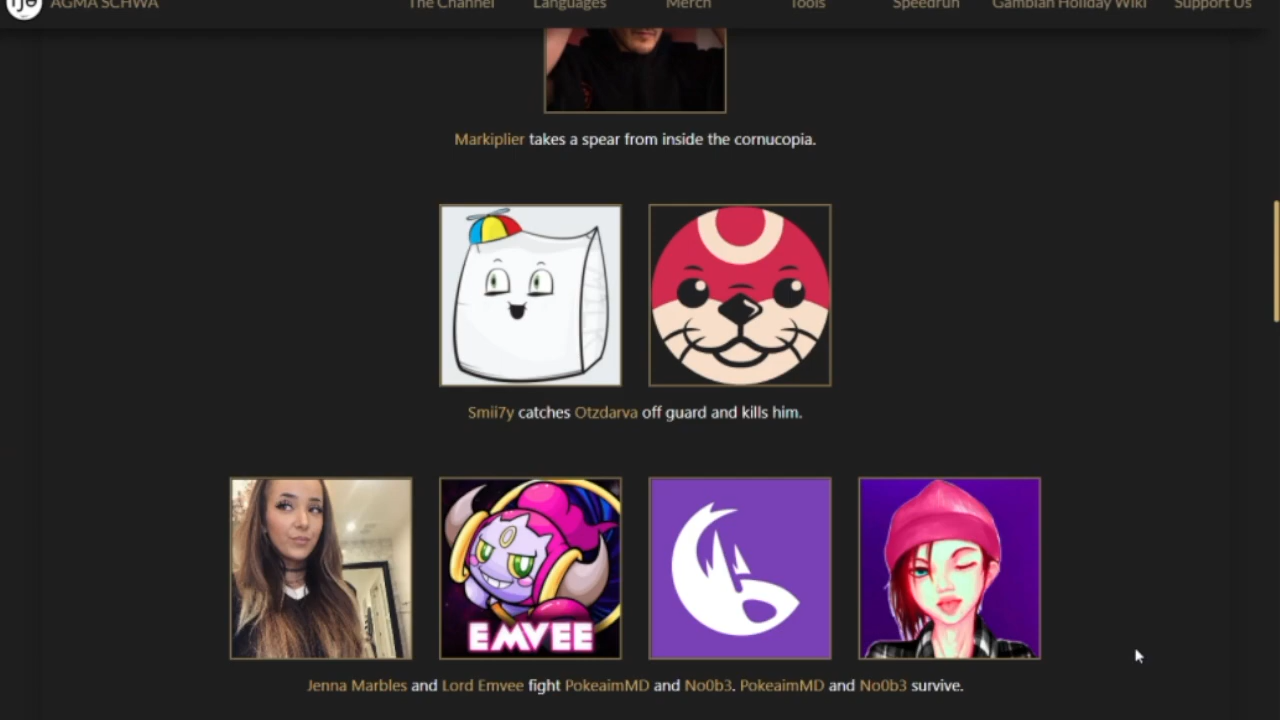 AGMA SCHWA
The Channel
Languages
Merch
Tools
Speedrun
Gambian Holiday Wiki
Support Us
Markiplier takes a spear from inside the cornucopia.
Smii7y catches Otzdarva off guard and kills him.
EMVEE
Jenna Marbles and Lord Emvee fight PokeaimMD and No0b3. PokeaimMD and No0b3 survive.